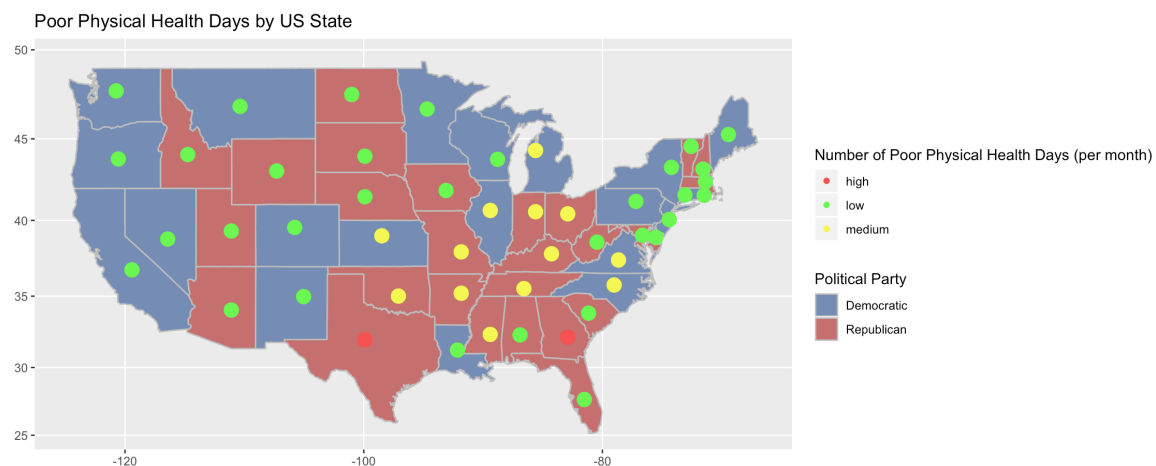 Poor Physical Health Days by US State
50
45
40
35
30
25
-120
-100
-80
Number of Poor Physical Health Days (per month)
high
low
medium
Political Party
Democratic
Republican